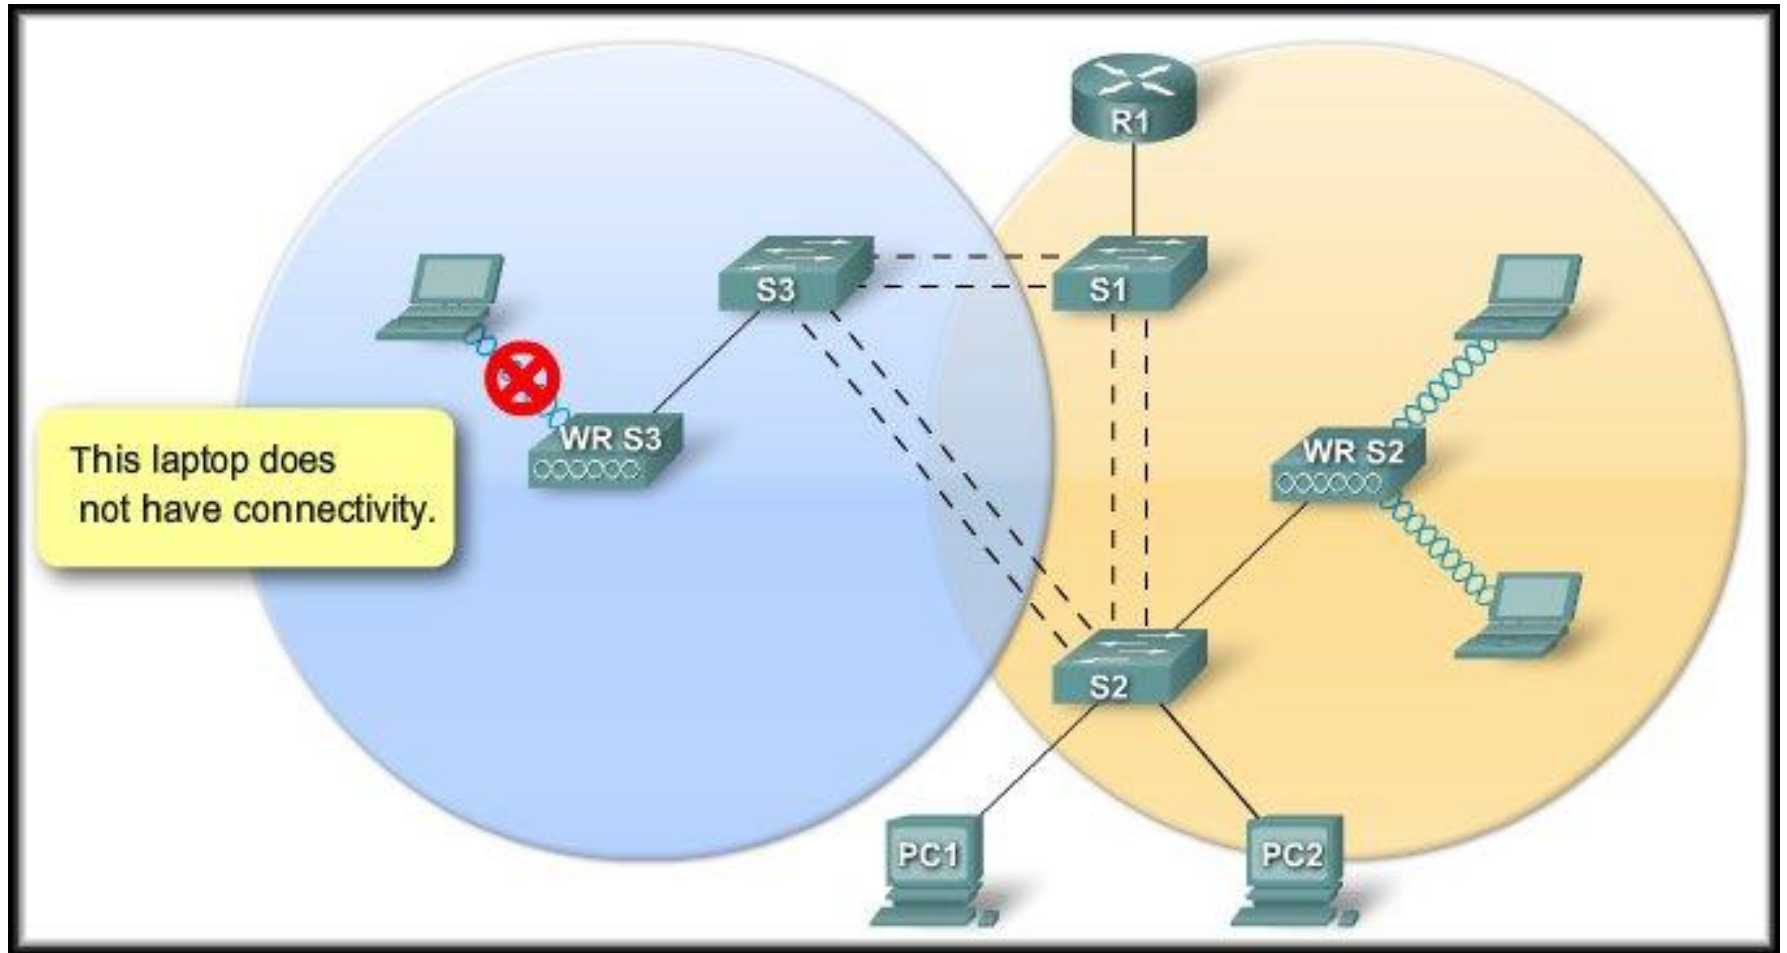 R1
S3
S1
WR S3
WR S2
This laptop does
not have connectivity.
S2
PC1
PC2